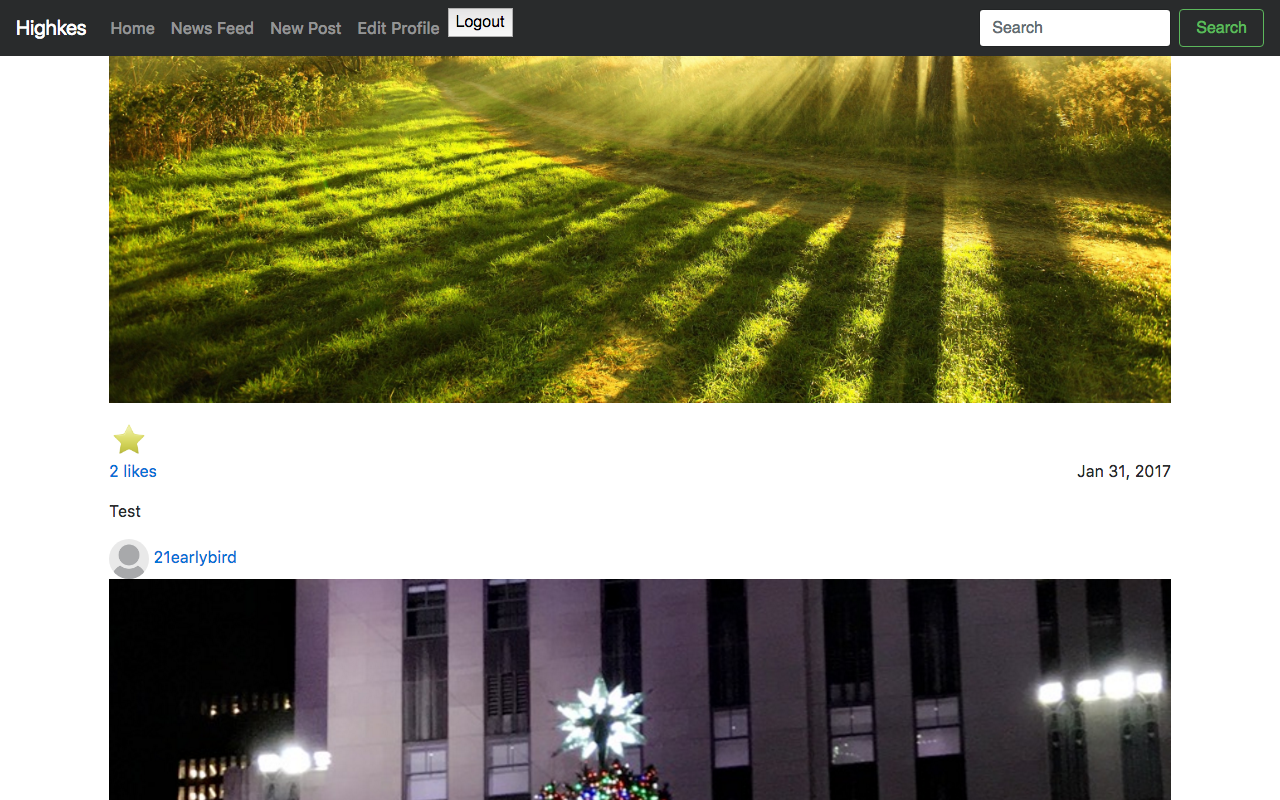 Highkes Home News Feed New Post Edit Profile Logout Search Search
2 likes Jan 31, 2017
Test
21earlybird